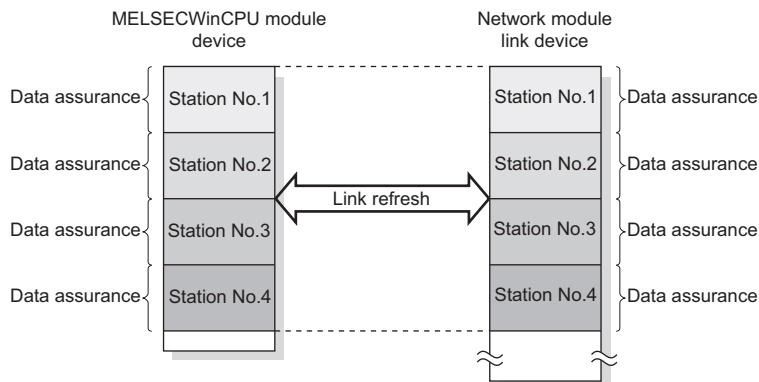 MELSECWinCPU module
device
Network module
link device
Data assurance
Station No.1
Station No.1
Data assurance
Data assurance
Station No.2
Station No.2
Data assurance
Link refresh
Data assurance
Station No.3
Station No.3
Data assurance
Data assurance
Station No.4
Station No.4
Data assurance